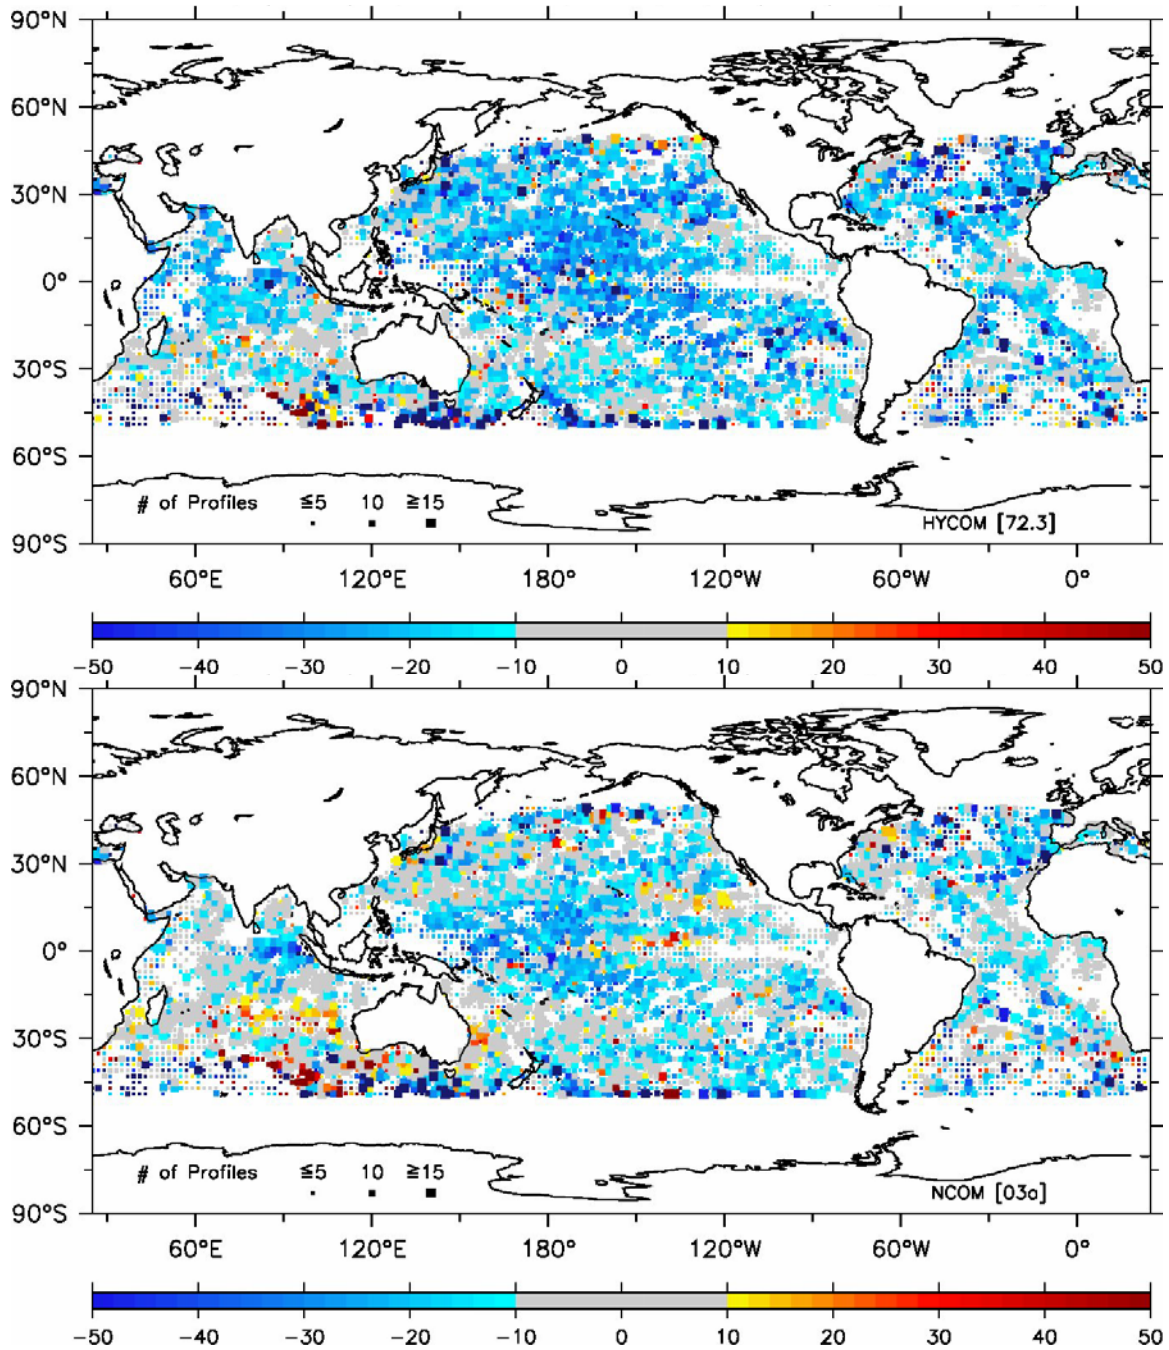 90°N
60°N
30°N
0°
30°S
60°S
90°S
# of Profiles ≦5 10 ≧15
HYCOM [72.3]
60°E 120°E 180° 120°W 60°W 0°
−50 −40 −30 −20 −10 0 10 20 30 40 50
90°N
60°N
30°N
0°
30°S
60°S
90°S
# of Profiles ≦5 10 ≧15
NCOM [03a]
60°E 120°E 180° 120°W 60°W 0°
−50 −40 −30 −20 −10 0 10 20 30 40 50